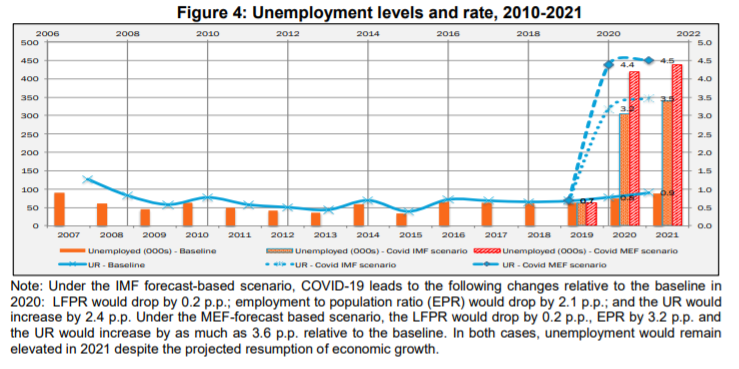 Figure 4: Unemployment levels and rate, 2010-2021
2006 2008 2010 2012 2014 2016 2018 2020 2022
500 5.0
450 4.5
400 4.0
350 3.5
300 3.0
250 2.5
200 2.0
150 1.5
100 1.0
50 0.5
0 0.0
4.4 4.5
3.2 3.5
0.7 0.8 0.9
2007 2008 2009 2010 2011 2012 2013 2014 2015 2016 2017 2018 2019 2020 2021
Unemployed (000s) - Baseline Unemployed (000s) - Covid IMF scenario Unemployed (000s) - Covid MEF scenario
UR - Baseline UR - Covid IMF scenario UR - Covid MEF scenario
Note: Under the IMF forecast-based scenario, COVID-19 leads to the following changes relative to the baseline in
2020: LFPR would drop by 0.2 p.p.; employment to population ratio (EPR) would drop by 2.1 p.p.; and the UR would
increase by 2.4 p.p. Under the MEF-forecast based scenario, the LFPR would drop by 0.2 p.p., EPR by 3.2 p.p. and
the UR would increase by as much as 3.6 p.p. relative to the baseline. In both cases, unemployment would remain
elevated in 2021 despite the projected resumption of economic growth.